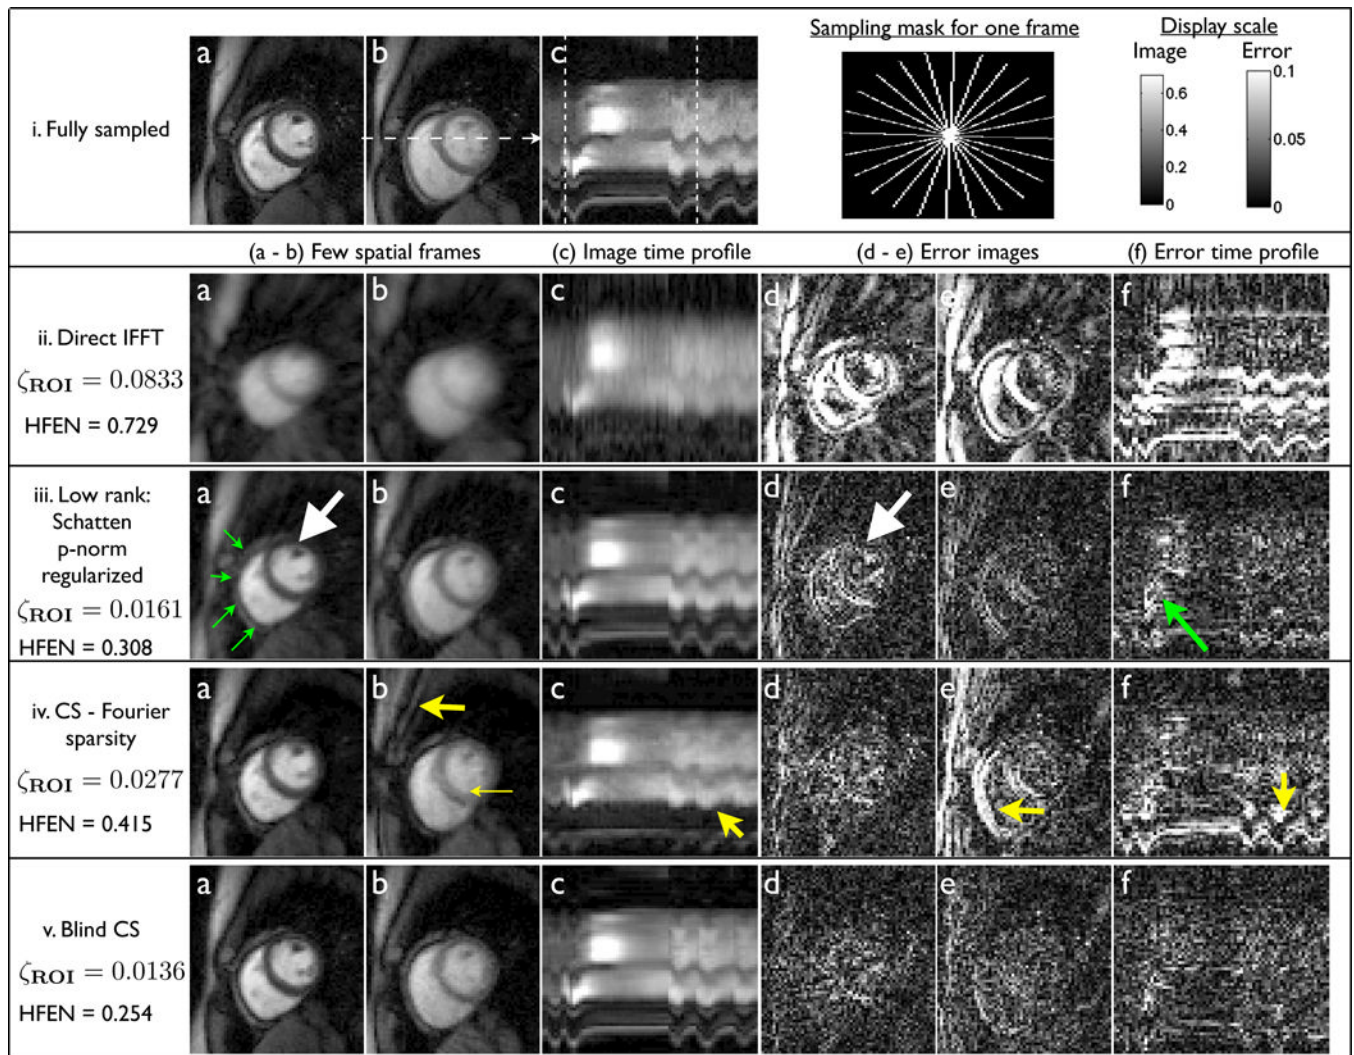 Sampling mask for one frame
Display scale
Image
Error
a
b
c
i. Fully sampled
0.6
0.4
0.2
0
0.1
0.05
0
(a - b) Few spatial frames
(c) Image time profile
(d - e) Error images
(f) Error time profile
a
b
c
d
e
f
ii. Direct IFFT
ζROI = 0.0833
HFEN = 0.729
a
b
c
d
e
f
iii. Low rank:
Schatten
p-norm
regularized
ζROI = 0.0161
HFEN = 0.308
a
b
c
d
e
f
iv. CS - Fourier
sparsity
ζROI = 0.0277
HFEN = 0.415
a
b
c
d
e
f
v. Blind CS
ζROI = 0.0136
HFEN = 0.254